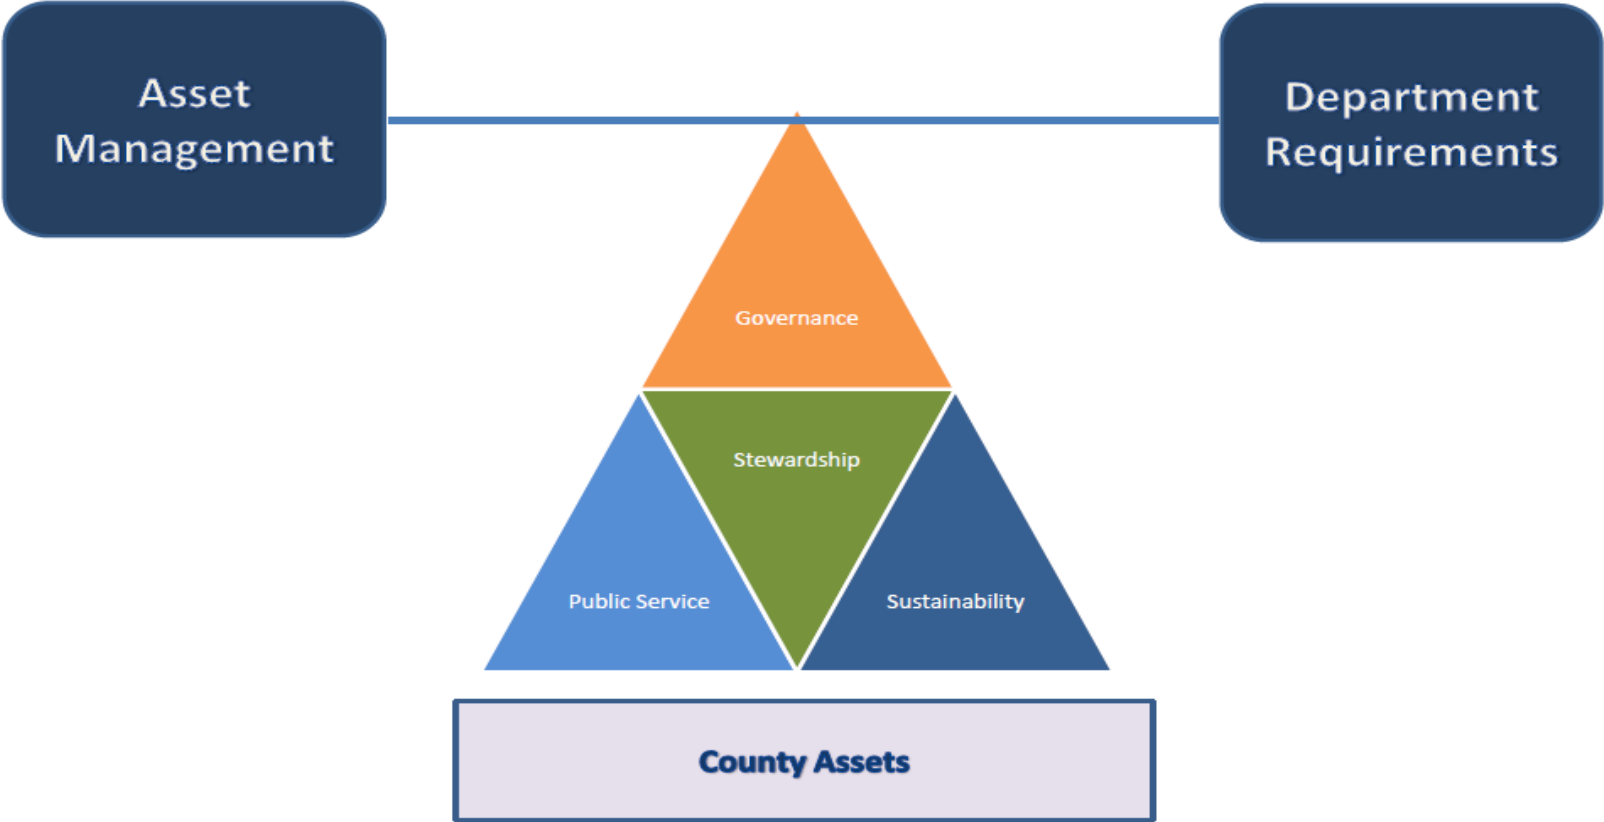 Asset
Management
Department
Requirements
Governance
Stewardship
Public Service
Sustainability
County Assets